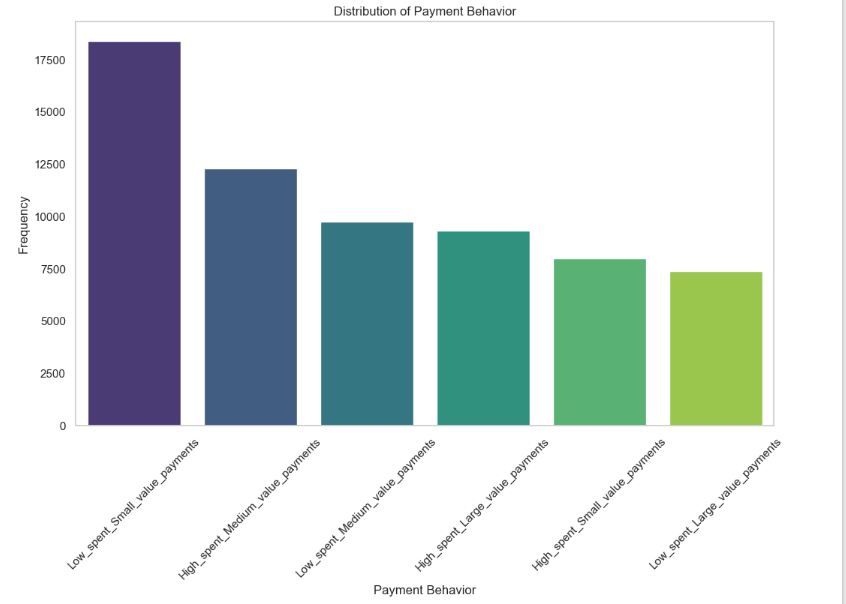 Distribution of Payment Behavior
17500
15000
12500
10000
7500
5000
2500
0
Frequency
Low_spent_Small_value_payments
High_spent_Medium_value_payments
Low_spent_Medium_value_payments
High_spent_Large_value_payments
High_spent_Small_value_payments
Low_spent_Large_value_payments
Payment Behavior